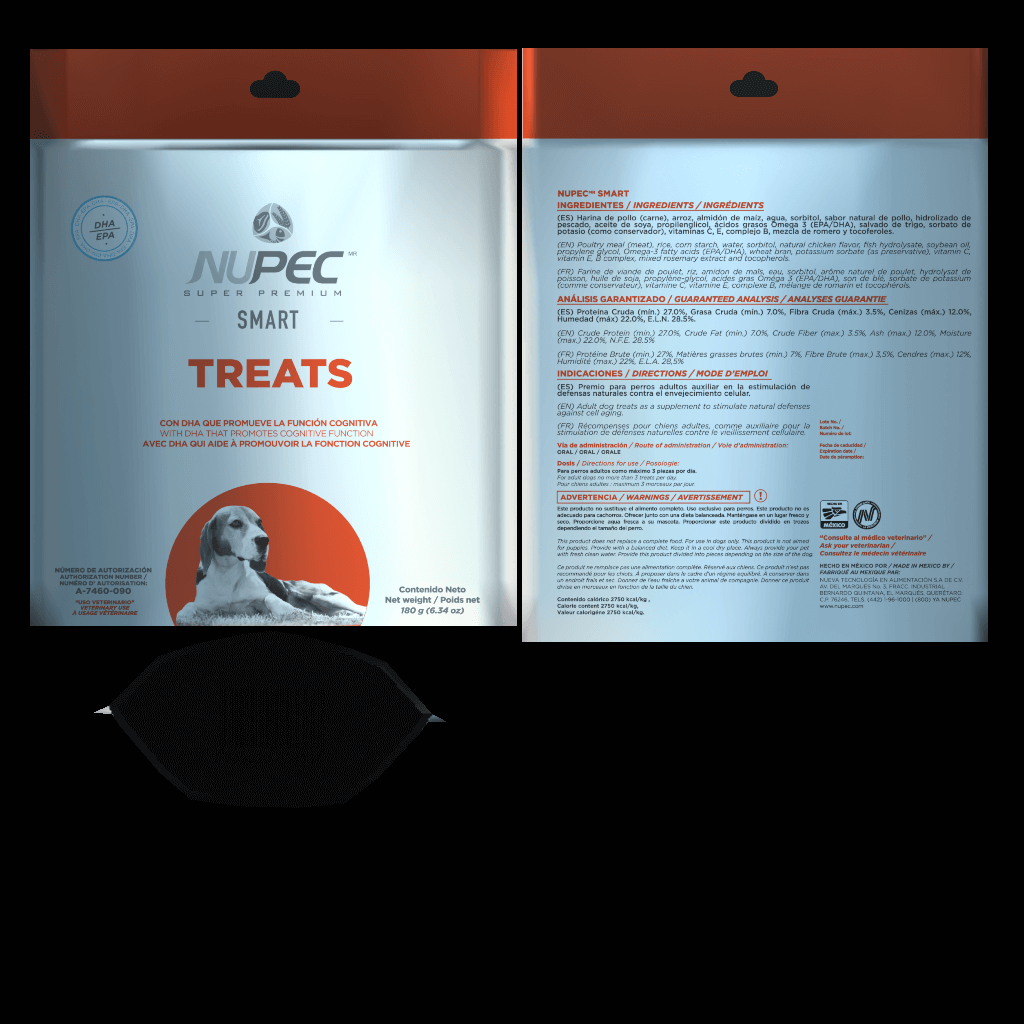 DHA
EPA
NUPEC MR
SUPER PREMIUM
SMART
TREATS
CON DHA QUE PROMUEVE LA FUNCIÓN COGNITIVA
WITH DHA THAT PROMOTES COGNITIVE FUNCTION
AVEC DHA QUI AIDE À PROMOUVOIR LA FONCTION COGNITIVE
NÚMERO DE AUTORIZACIÓN
AUTHORIZATION NUMBER /
NUMÉRO D' AUTORISATION:
A-7460-090
"USO VETERINARIO"
VETERINARY USE
À USAGE VÉTÉRINAIRE
Contenido Neto
Net weight / Poids net
180 g (6.34 oz)
NUPEC SMART
INGREDIENTES / INGREDIENTS / INGRÉDIENTS
(ES) Harina de pollo (carne), arroz, almidón de maíz, agua, sorbitol, sabor natural de pollo, hidrolizado de
pescado, aceite de soya, propilenglicol, ácidos grasos Omega 3 (EPA/DHA), salvado de trigo, sorbato de
potasio (como conservador), vitaminas C, E, complejo B, mezcla de romero y tocoferoles.
(EN) Poultry meal (meat), rice, corn starch, water, sorbitol, natural chicken flavor, fish hydrolysate, soybean oil,
propylene glycol, Omega-3 fatty acids (EPA/DHA), wheat bran, potassium sorbate (as preservative), vitamin C,
vitamin E, B complex, mixed rosemary extract and tocopherols.
(FR) Farine de viande de poulet, riz, amidon de maïs, eau, sorbitol, arôme naturel de poulet, hydrolysat de
poisson, huile de soja, propylène-glycol, acides gras Oméga 3 (EPA/DHA), son de blé, sorbate de potassium
(comme conservateur), vitamine C, vitamine E, complexe B, mélange de romarin et tocophérols.
ANÁLISIS GARANTIZADO / GUARANTEED ANALYSIS / ANALYSES GUARANTIE
(ES) Proteína Cruda (mín.) 27.0%, Grasa Cruda (mín.) 7.0%, Fibra Cruda (máx.) 3.5%, Cenizas (máx.) 12.0%,
Humedad (máx) 22.0%, E.L.N. 28.5%.
(EN) Crude Protein (min.) 27.0%, Crude Fat (min.) 7.0%, Crude Fiber (max.) 3.5%, Ash (max.) 12.0%, Moisture
(max.) 22.0%, N.F.E. 28.5%
(FR) Protéine Brute (min.) 27%, Matières grasses brutes (min.) 7%, Fibre Brute (max.) 3,5%, Cendres (max.) 12%,
Humidité (max.) 22%, E.L.A. 28,5%
INDICACIONES / DIRECTIONS / MODE D'EMPLOI
(ES) Premio para perros adultos auxiliar en la estimulación de
defensas naturales contra el envejecimiento celular.
(EN) Adult dog treats as a supplement to stimulate natural defenses
against cell aging.
(FR) Récompenses pour chiens adultes, comme auxiliaire pour la
stimulation de défenses naturelles contre le vieillissement cellulaire.
Vía de administración / Route of administration / Voie d'administration:
ORAL / ORAL / ORALE
Dosis / Directions for use / Posologie:
Para perros adultos como máximo 3 piezas por día.
For adult dogs no more than 3 treats per day.
Pour chiens adultes : maximum 3 morceaux par jour.
ADVERTENCIA / WARNINGS / AVERTISSEMENT !
Este producto no sustituye el alimento completo. Uso exclusivo para perros. Este producto no es
adecuado para cachorros. Ofrecer junto con una dieta balanceada. Manténgase en un lugar fresco y
seco. Proporcione agua fresca a su mascota. Proporcionar este producto dividido en trozos
dependiendo el tamaño del perro.
This product does not replace a complete food. For use in dogs only. This product is not aimed
for puppies. Provide with a balanced diet. Keep it in a cool dry place. Always provide your pet
with fresh clean water. Provide this product divided into pieces depending on the size of the dog
Ce produit ne remplace pas une alimentation complète. Réservé aux chiens. Ce produit n'est pas
recommandé pour les chiots. À proposer dans le cadre d'un régime équilibré. À conserver dans
un endroit frais et sec. Donner de l'eau fraîche a votre animal de compagnie. Donner ce produit
divisé en morceaux en fonction de la taille du chien.
Contenido calórico 2750 kcal/kg ,
Calorie content 2750 kcal/kg,
Valeur calorigène 2750 kcal/kg,
Lote No. /
Batch No. /
Numéro de lot:
Fecha de caducidad /
Expiration date /
Date de péremption:
HECHO EN
MÉXICO
"Consulte al médico veterinario" /
Ask your veterinarian /
Consultez le médecin vétérinaire
HECHO EN MÉXICO POR / MADE IN MEXICO BY /
FABRIQUÉ AU MEXIQUE PAR:
NUEVA TECNOLOGÍA EN ALIMENTACIÓN S.A DE C.V.
AV. DEL MARQUÉS No. 3, FRACC. INDUSTRIAL
BERNARDO QUINTANA, EL MARQUÉS, QUERÉTARO
C.P. 76246, TELS. (442) 1-96-1000 | (800) YA NUPEC
www.nupec.com